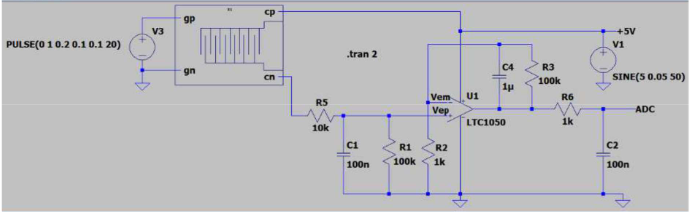 gp
cp
V3
PULSE(0 1 0.2 0.1 0.1 20)
gn
cn
.tran 2
+5V
V1
SINE(5 0.05 50)
C4
1µ
R3
100k
Vem
U1
Vep
LTC1050
R5
10k
R6
1k
ADC
C1
100n
R1
100k
R2
1k
C2
100n